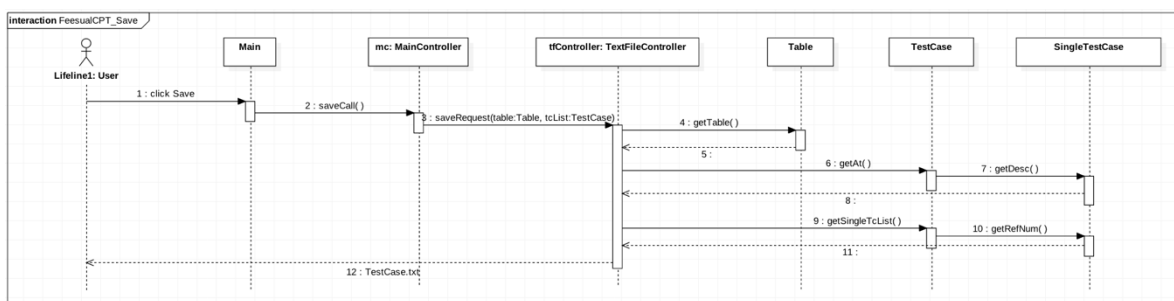 interaction FeesualCPT_Save
Main
mc: MainController
tfController: TextFileController
Table
TestCase
SingleTestCase
Lifeline1: User
1 : click Save
2 : saveCall( )
3 : saveRequest(table:Table, tcList:TestCase)
4 : getTable( )
5 :
6 : getAt( )
7 : getDesc( )
8 :
9 : getSingleTcList( )
10 : getRefNum( )
11 :
12 : TestCase.txt